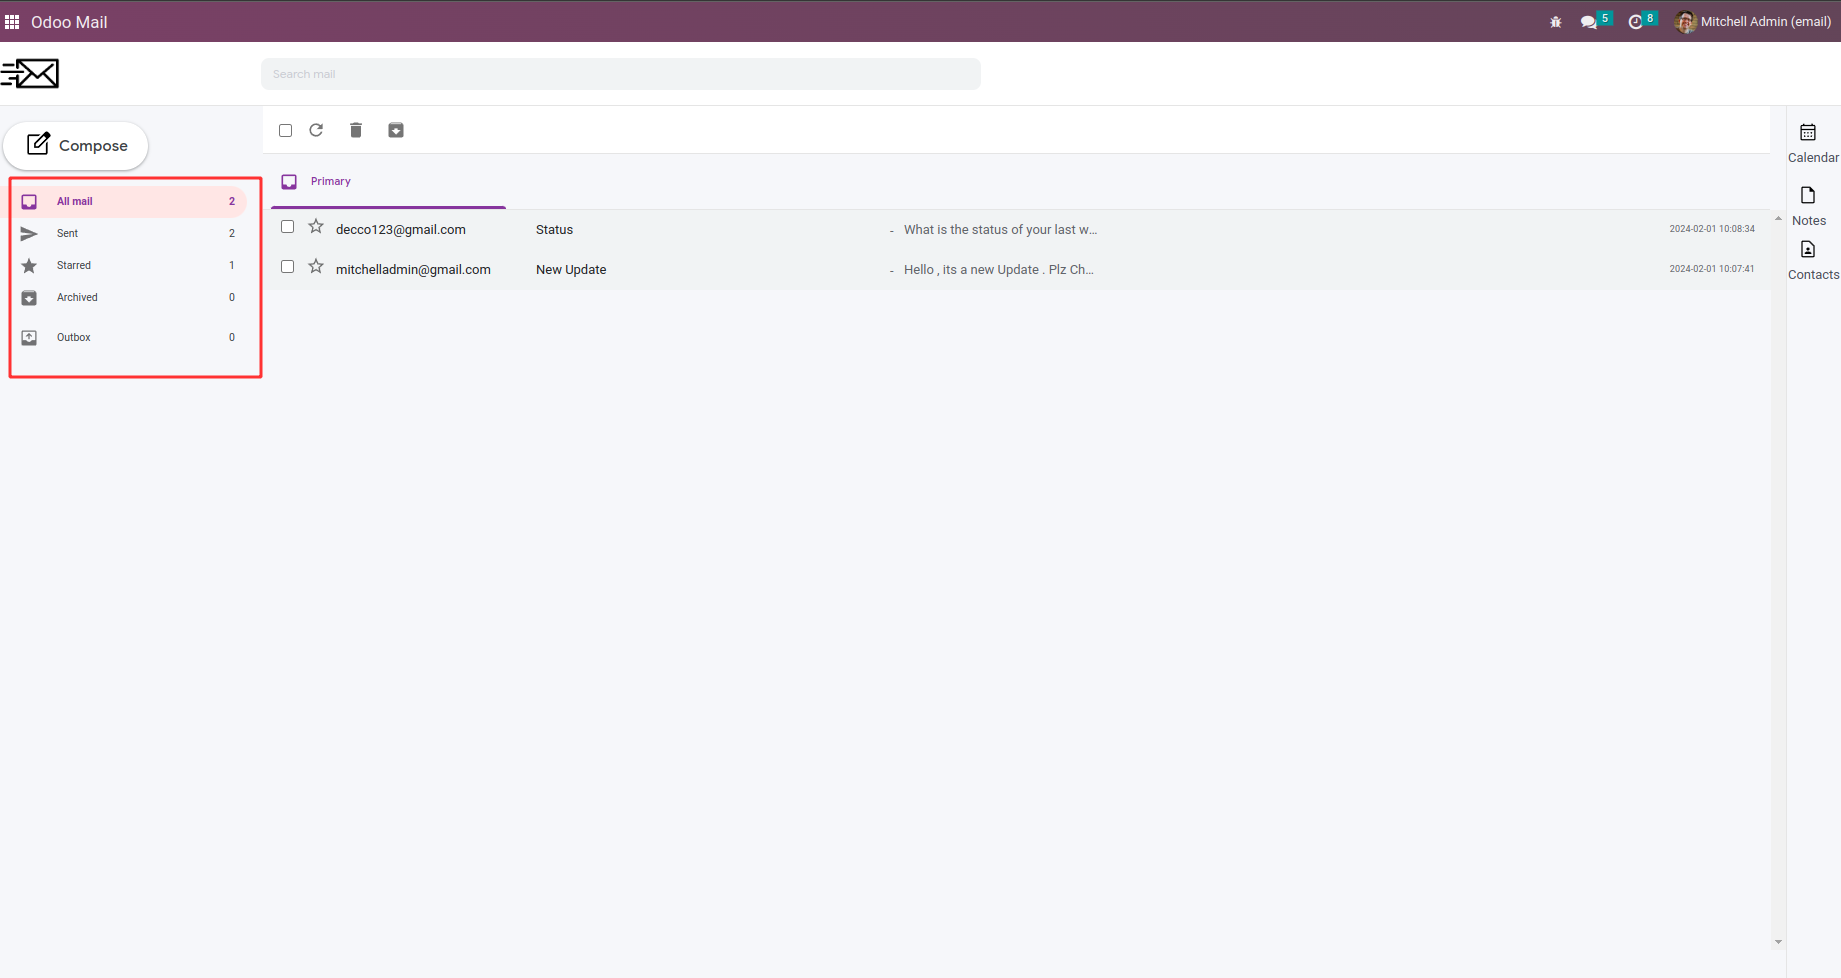 Odoo Mail
5
8
Mitchell Admin (email)
Search mail
Compose
All mail 2
Sent 2
Starred 1
Archived 0
Outbox 0
Primary
decco123@gmail.com Status - What is the status of your last w... 2024-02-01 10:08:34
mitchelladmin@gmail.com New Update - Hello , its a new Update . Plz Ch... 2024-02-01 10:07:41
Calendar
Notes
Contacts